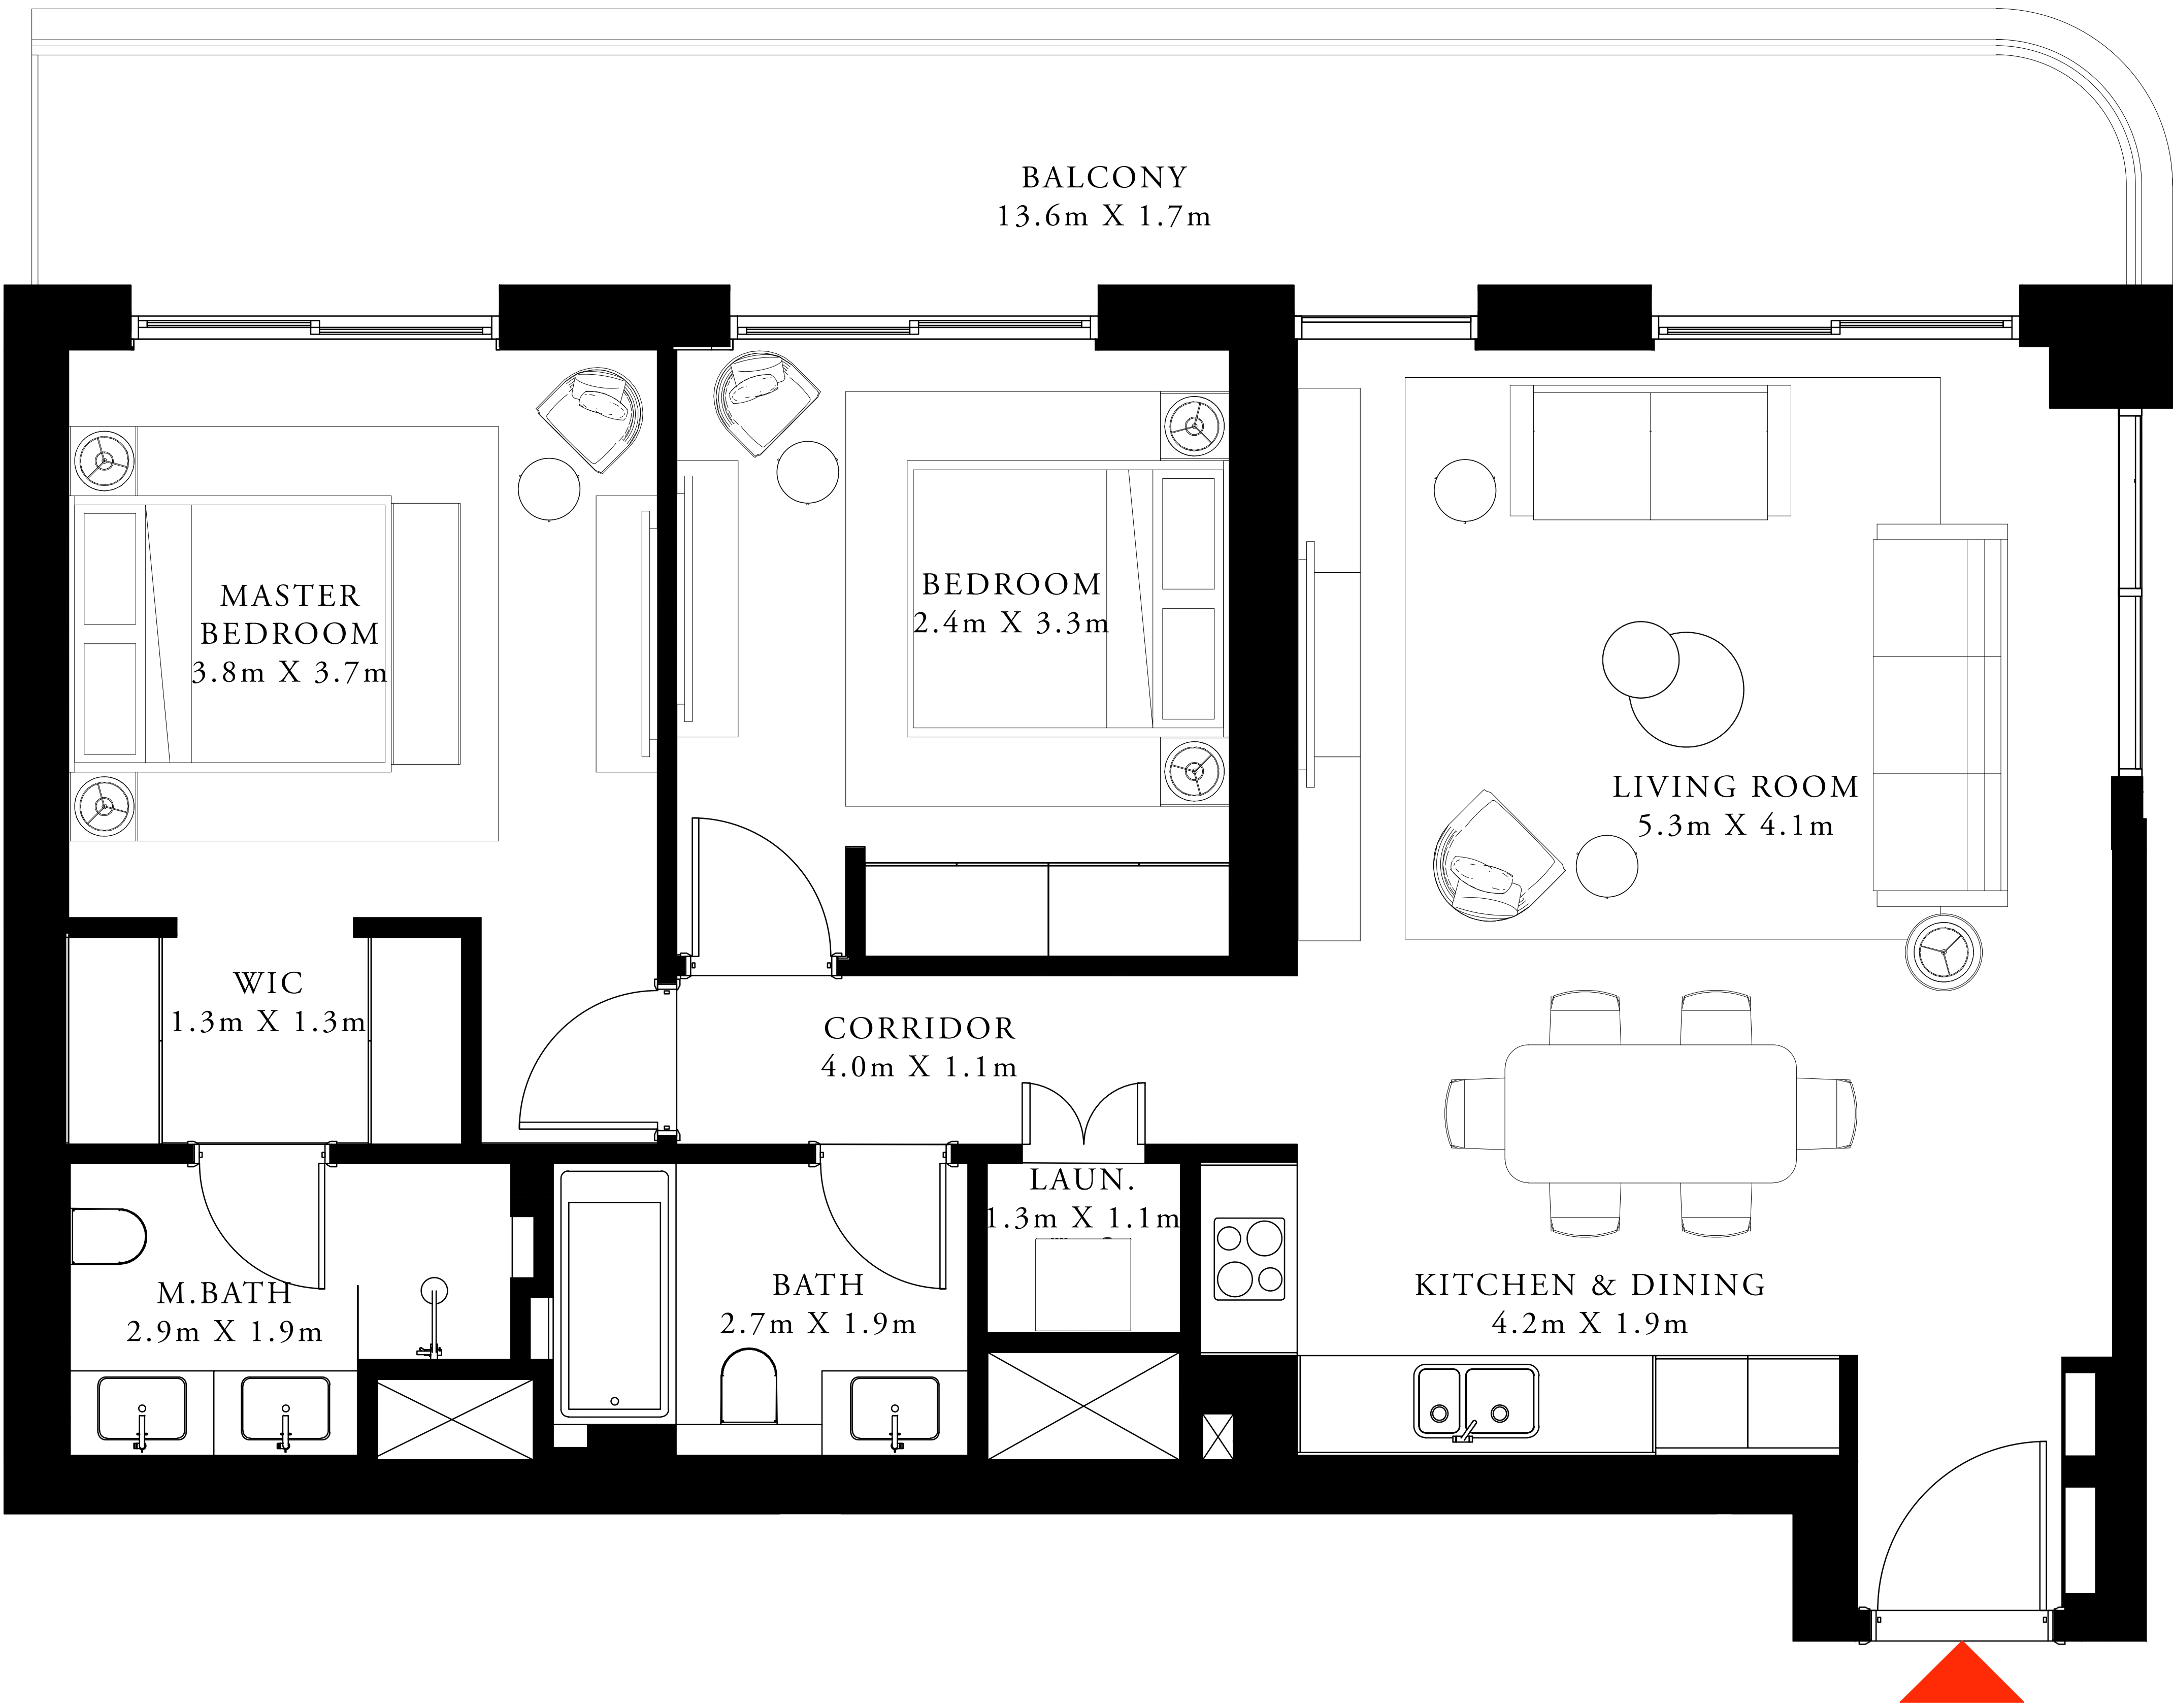 BALCONY
13.6m X 1.7m
MASTER
BEDROOM
3.8m X 3.7m
BEDROOM
2.4m X 3.3m
LIVING ROOM
5.3m X 4.1m
WIC
1.3m X 1.3m
CORRIDOR
4.0m X 1.1m
LAUN.
1.3m X 1.1m
M.BATH
2.9m X 1.9m
BATH
2.7m X 1.9m
KITCHEN & DINING
4.2m X 1.9m